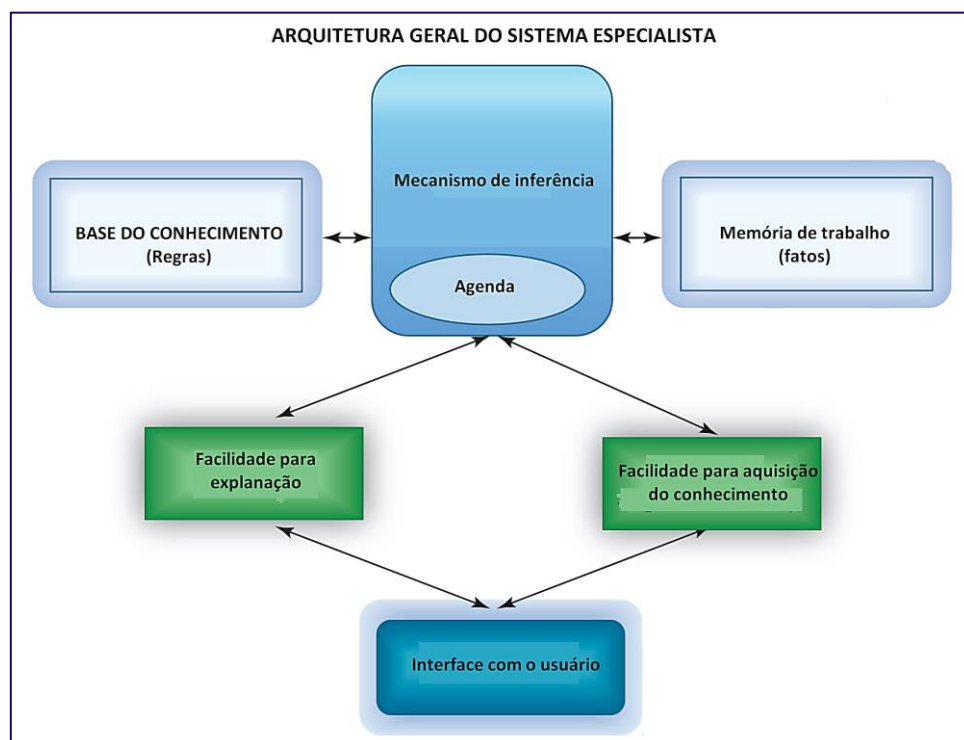 ARQUITETURA GERAL DO SISTEMA ESPECIALISTA
Mecanismo de inferência
BASE DO CONHECIMENTO
(Regras)
Memória de trabalho
(fatos)
Agenda
Facilidade para
explanação
Facilidade para aquisição
do conhecimento
Interface com o usuário